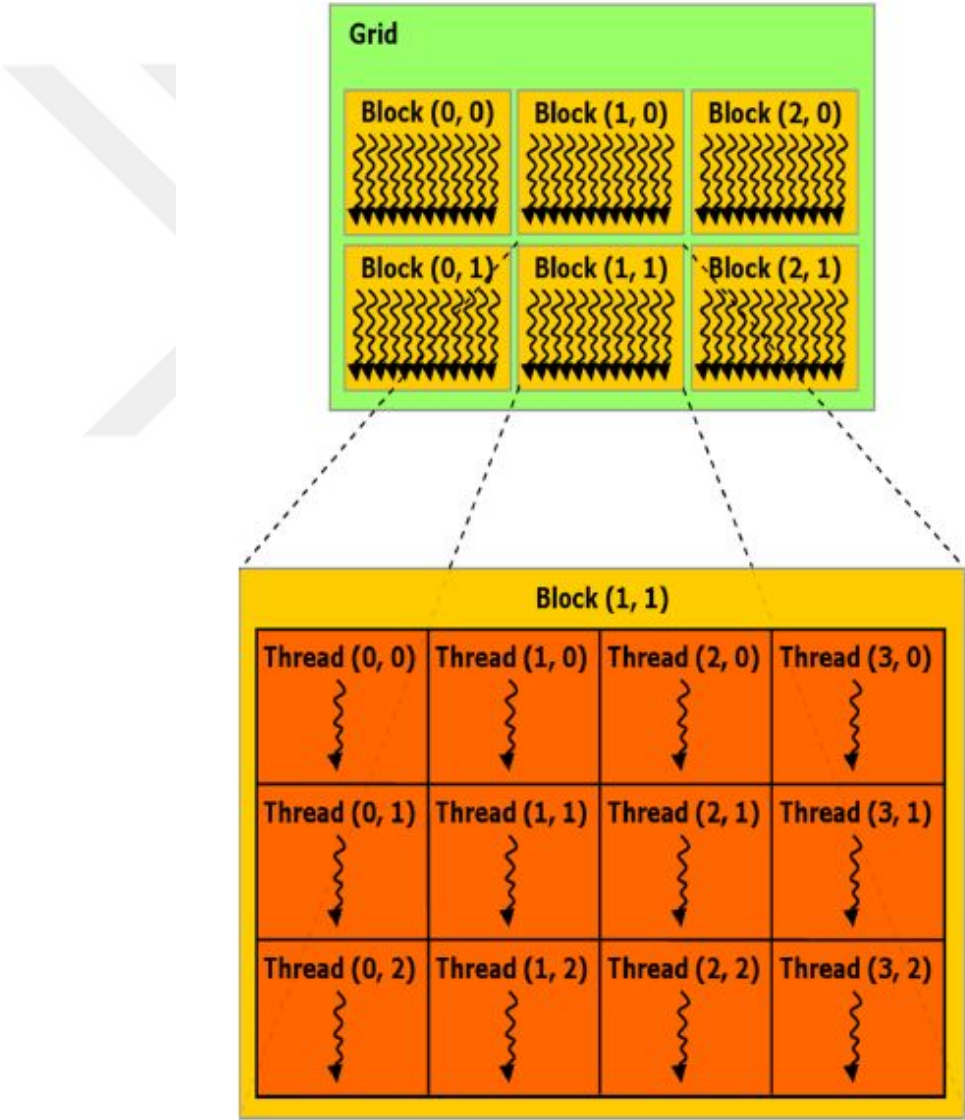 Grid
Block (0, 0) Block (1, 0) Block (2, 0)
Block (0, 1) Block (1, 1) Block (2, 1)
Block (1, 1)
Thread (0, 0) Thread (1, 0) Thread (2, 0) Thread (3, 0)
Thread (0, 1) Thread (1, 1) Thread (2, 1) Thread (3, 1)
Thread (0, 2) Thread (1, 2) Thread (2, 2) Thread (3, 2)